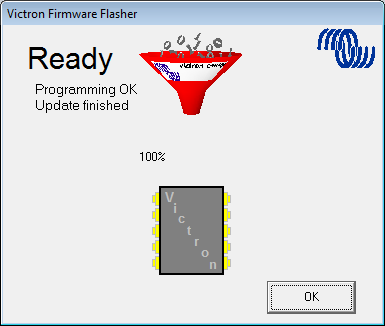 Victron Firmware Flasher
Ready
Programming OK
Update finished
100%
Victron
OK